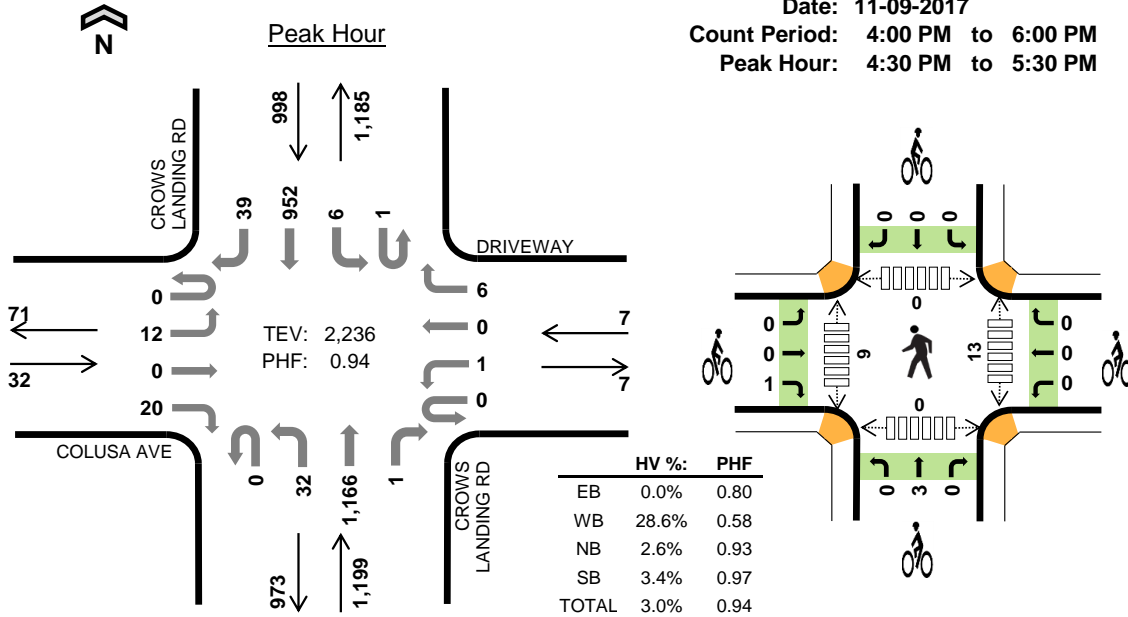 Date: 11-09-2017
Count Period: 4:00 PM to 6:00 PM
Peak Hour: 4:30 PM to 5:30 PM
N
Peak Hour
998
1,185
CROWS
LANDING RD
39
952
6
1
DRIVEWAY
0
12
0
20
71
32
TEV: 2,236
PHF: 0.94
6
0
1
0
7
7
COLUSA AVE
0
32
1,166
1
CROWS
LANDING RD
973
1,199
HV %: PHF
EB 0.0% 0.80
WB 28.6% 0.58
NB 2.6% 0.93
SB 3.4% 0.97
TOTAL 3.0% 0.94
0 0 0
0
0
0
1
9
13
0
0
0
0
0 3 0